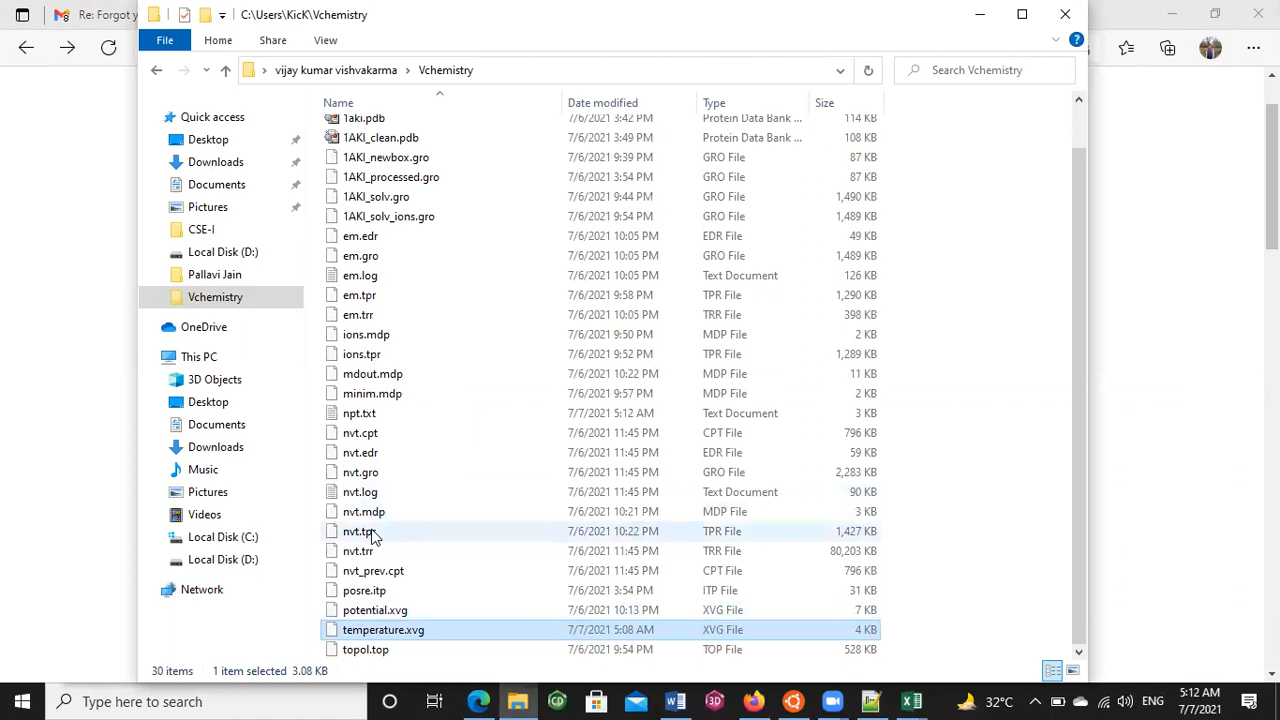 Re: Forgot y
C:\Users\KicK\Vchemistry
File Home Share View
vijay kumar vishvakarma > Vchemistry
Search Vchemistry
Name Date modified Type Size
Quick access
Desktop
Downloads
Documents
Pictures
CSE-I
Local Disk (D:)
Pallavi Jain
Vchemistry
OneDrive
This PC
3D Objects
Desktop
Documents
Downloads
Music
Pictures
Videos
Local Disk (C:)
Local Disk (D:)
Network
1aki.pdb 7/6/2021 3:42 PM Protein Data Bank ... 114 KB
1AKI_clean.pdb 7/6/2021 3:49 PM Protein Data Bank ... 108 KB
1AKI_newbox.gro 7/6/2021 9:39 PM GRO File 87 KB
1AKI_processed.gro 7/6/2021 3:54 PM GRO File 87 KB
1AKI_solv.gro 7/6/2021 9:44 PM GRO File 1,490 KB
1AKI_solv_ions.gro 7/6/2021 9:54 PM GRO File 1,489 KB
em.edr 7/6/2021 10:05 PM EDR File 49 KB
em.gro 7/6/2021 10:05 PM GRO File 1,489 KB
em.log 7/6/2021 10:05 PM Text Document 126 KB
em.tpr 7/6/2021 9:58 PM TPR File 1,290 KB
em.trr 7/6/2021 10:05 PM TRR File 398 KB
ions.mdp 7/6/2021 9:50 PM MDP File 2 KB
ions.tpr 7/6/2021 9:52 PM TPR File 1,289 KB
mdout.mdp 7/6/2021 10:22 PM MDP File 11 KB
minim.mdp 7/6/2021 9:57 PM MDP File 2 KB
npt.txt 7/7/2021 5:12 AM Text Document 3 KB
nvt.cpt 7/6/2021 11:45 PM CPT File 796 KB
nvt.edr 7/6/2021 11:45 PM EDR File 59 KB
nvt.gro 7/6/2021 11:45 PM GRO File 2,283 KB
nvt.log 7/6/2021 11:45 PM Text Document 90 KB
nvt.mdp 7/6/2021 11:45 PM MDP File 3 KB
nvt.tpr 7/6/2021 10:22 PM TPR File 1,427 KB
nvt.trr 7/6/2021 11:45 PM TRR File 80,203 KB
nvt_prev.cpt 7/6/2021 11:45 PM CPT File 796 KB
posre.itp 7/6/2021 3:54 PM ITP File 31 KB
potential.xvg 7/6/2021 10:13 PM XVG File 7 KB
temperature.xvg 7/7/2021 5:08 AM XVG File 4 KB
topol.top 7/6/2021 9:54 PM TOP File 528 KB
30 items 1 item selected 3.08 KB
Type here to search
32°C ENG 5:12 AM
7/7/2021